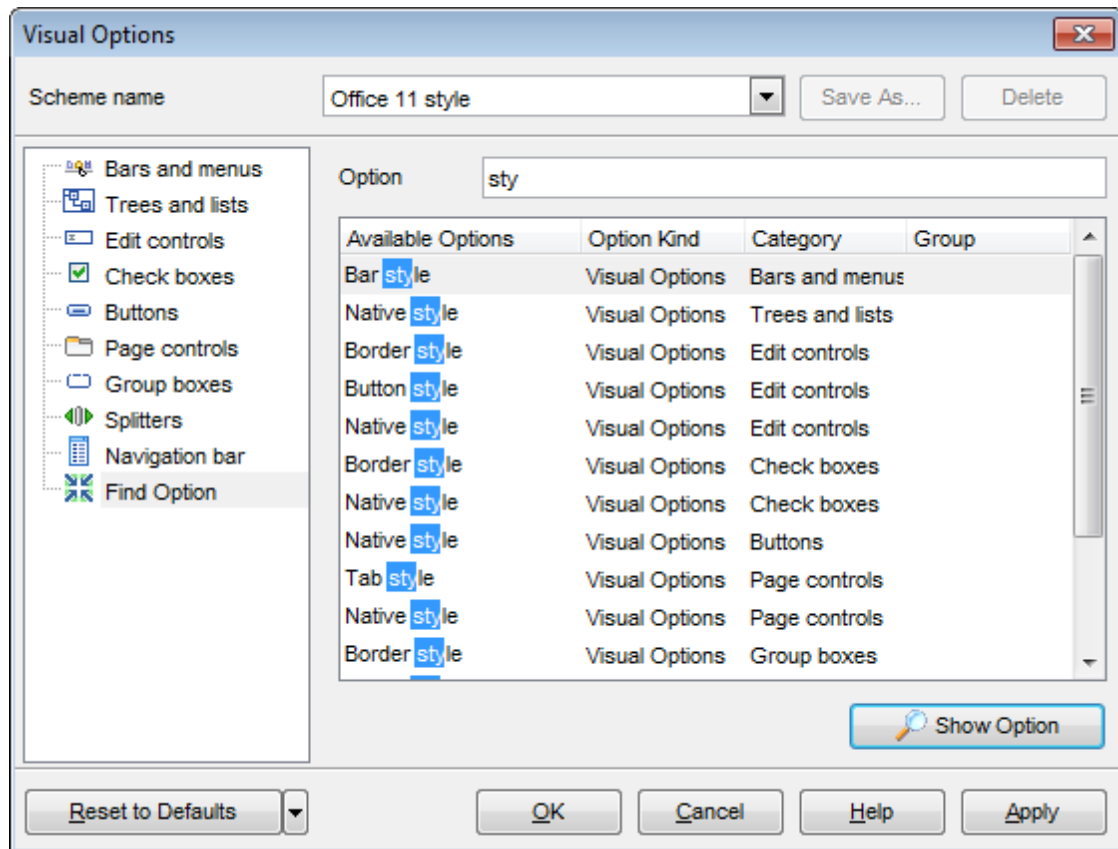 Visual Options
Scheme name Office 11 style Save As... Delete
Bars and menus
Trees and lists
Edit controls
Check boxes
Buttons
Page controls
Group boxes
Splitters
Navigation bar
Find Option
Option sty
Available Options Option Kind Category Group
Bar style Visual Options Bars and menus
Native style Visual Options Trees and lists
Border style Visual Options Edit controls
Button style Visual Options Edit controls
Native style Visual Options Edit controls
Border style Visual Options Check boxes
Native style Visual Options Check boxes
Native style Visual Options Buttons
Tab style Visual Options Page controls
Native style Visual Options Page controls
Border style Visual Options Group boxes
Show Option
Reset to Defaults OK Cancel Help Apply